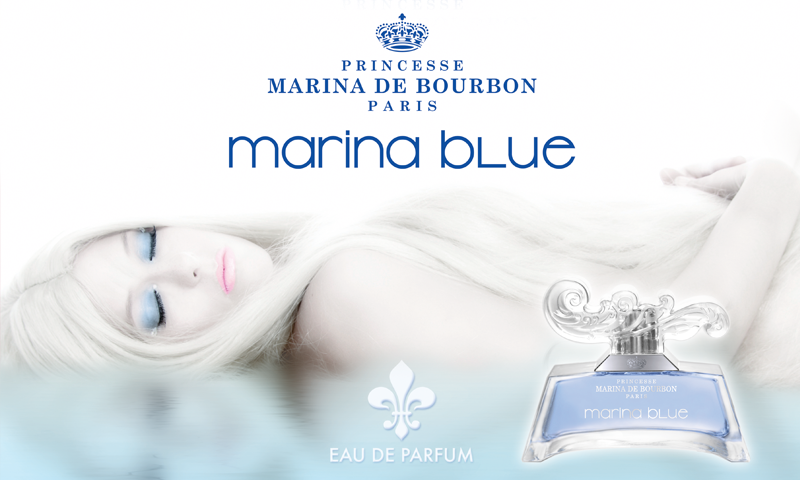 PRINCESSE
MARINA DE BOURBON
PARIS
marina bLue
EAU DE PARFUM
PRINCESSE
MARINA DE BOURBON
PARIS
marina bLue